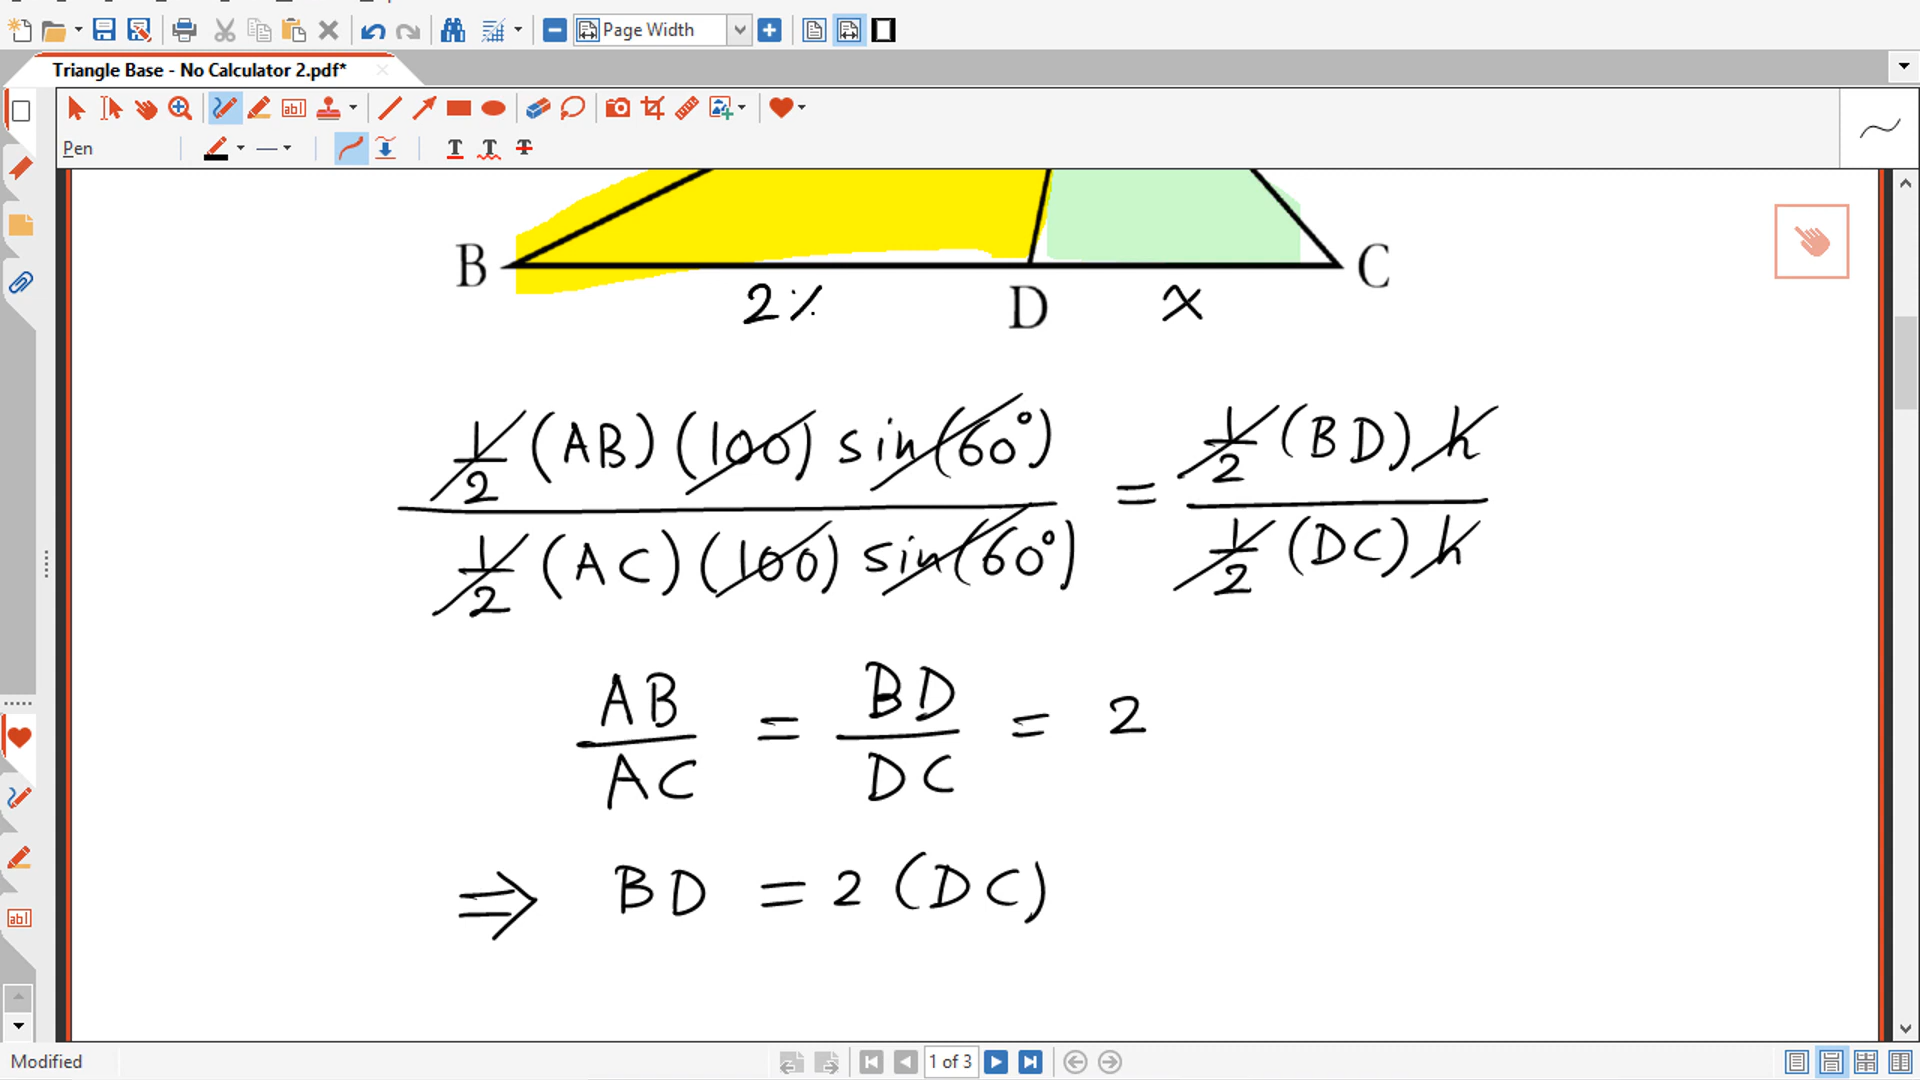 Page Width
Triangle Base - No Calculator 2.pdf*
Pen
B
C
2x
D
x
1/2 (AB) (100) sin(60°) / 1/2 (AC) (100) sin(60°) = 1/2 (BD) h / 1/2 (DC) h
AB/AC = BD/DC = 2
⇒ BD = 2 (DC)
Modified
1 of 3